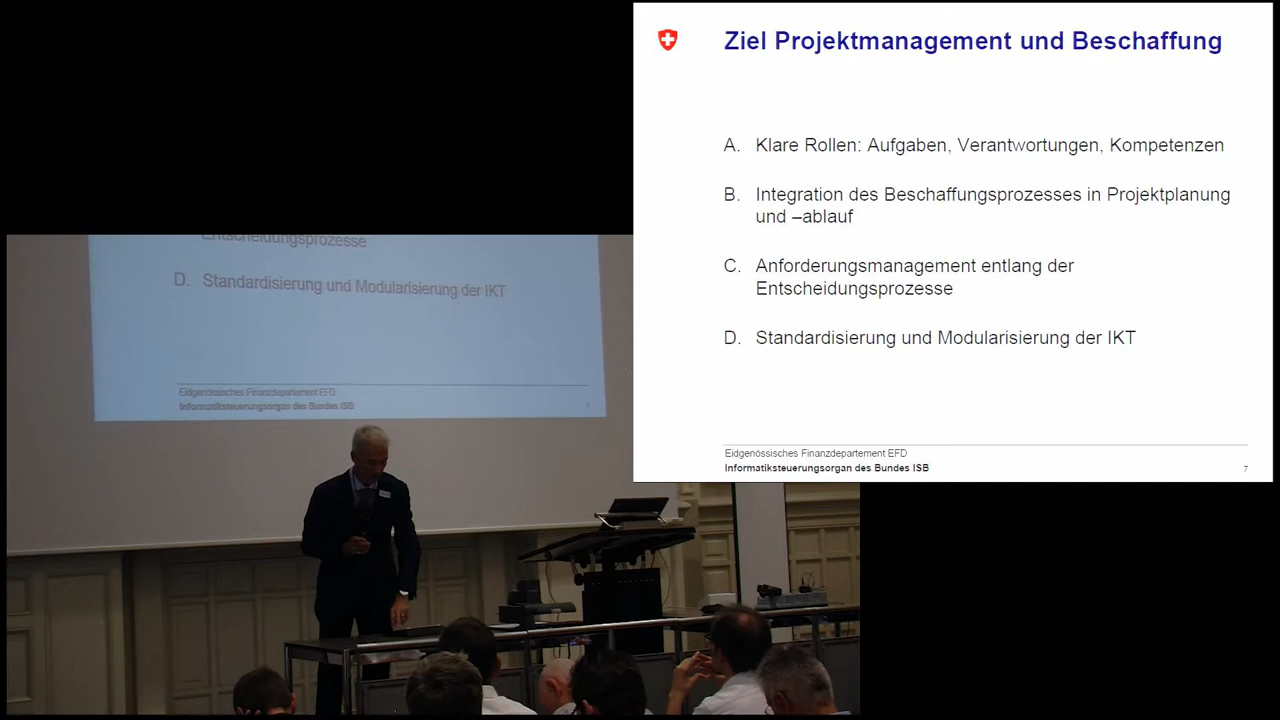 Ziel Projektmanagement und Beschaffung
A. Klare Rollen: Aufgaben, Verantwortungen, Kompetenzen
B. Integration des Beschaffungsprozesses in Projektplanung
und –ablauf
C. Anforderungsmanagement entlang der
Entscheidungsprozesse
D. Standardisierung und Modularisierung der IKT
Eidgenössisches Finanzdepartement EFD
Informatiksteuerungsorgan des Bundes ISB
7
Entscheidungsprozesse
D. Standardisierung und Modularisierung der IKT
Eidgenössisches Finanzdepartement EFD
Informatiksteuerungsorgan des Bundes ISB
7